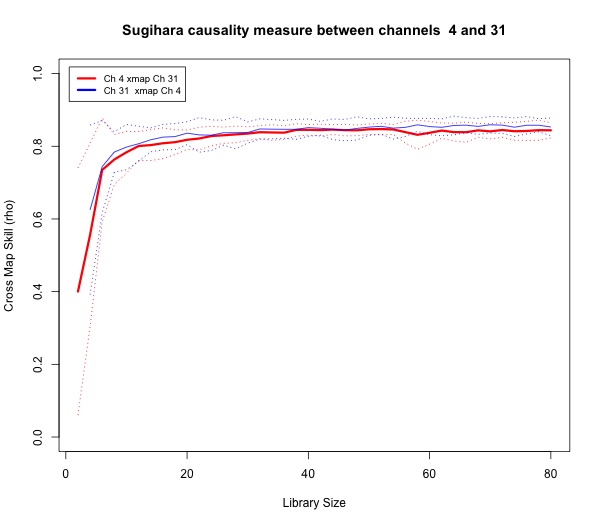 Sugihara causality measure between channels  4 and 31
Ch 4 xmap Ch 31
Ch 31  xmap Ch 4
Cross Map Skill (rho)
1.0
0.8
0.6
0.4
0.2
0.0
0 20 40 60 80
Library Size